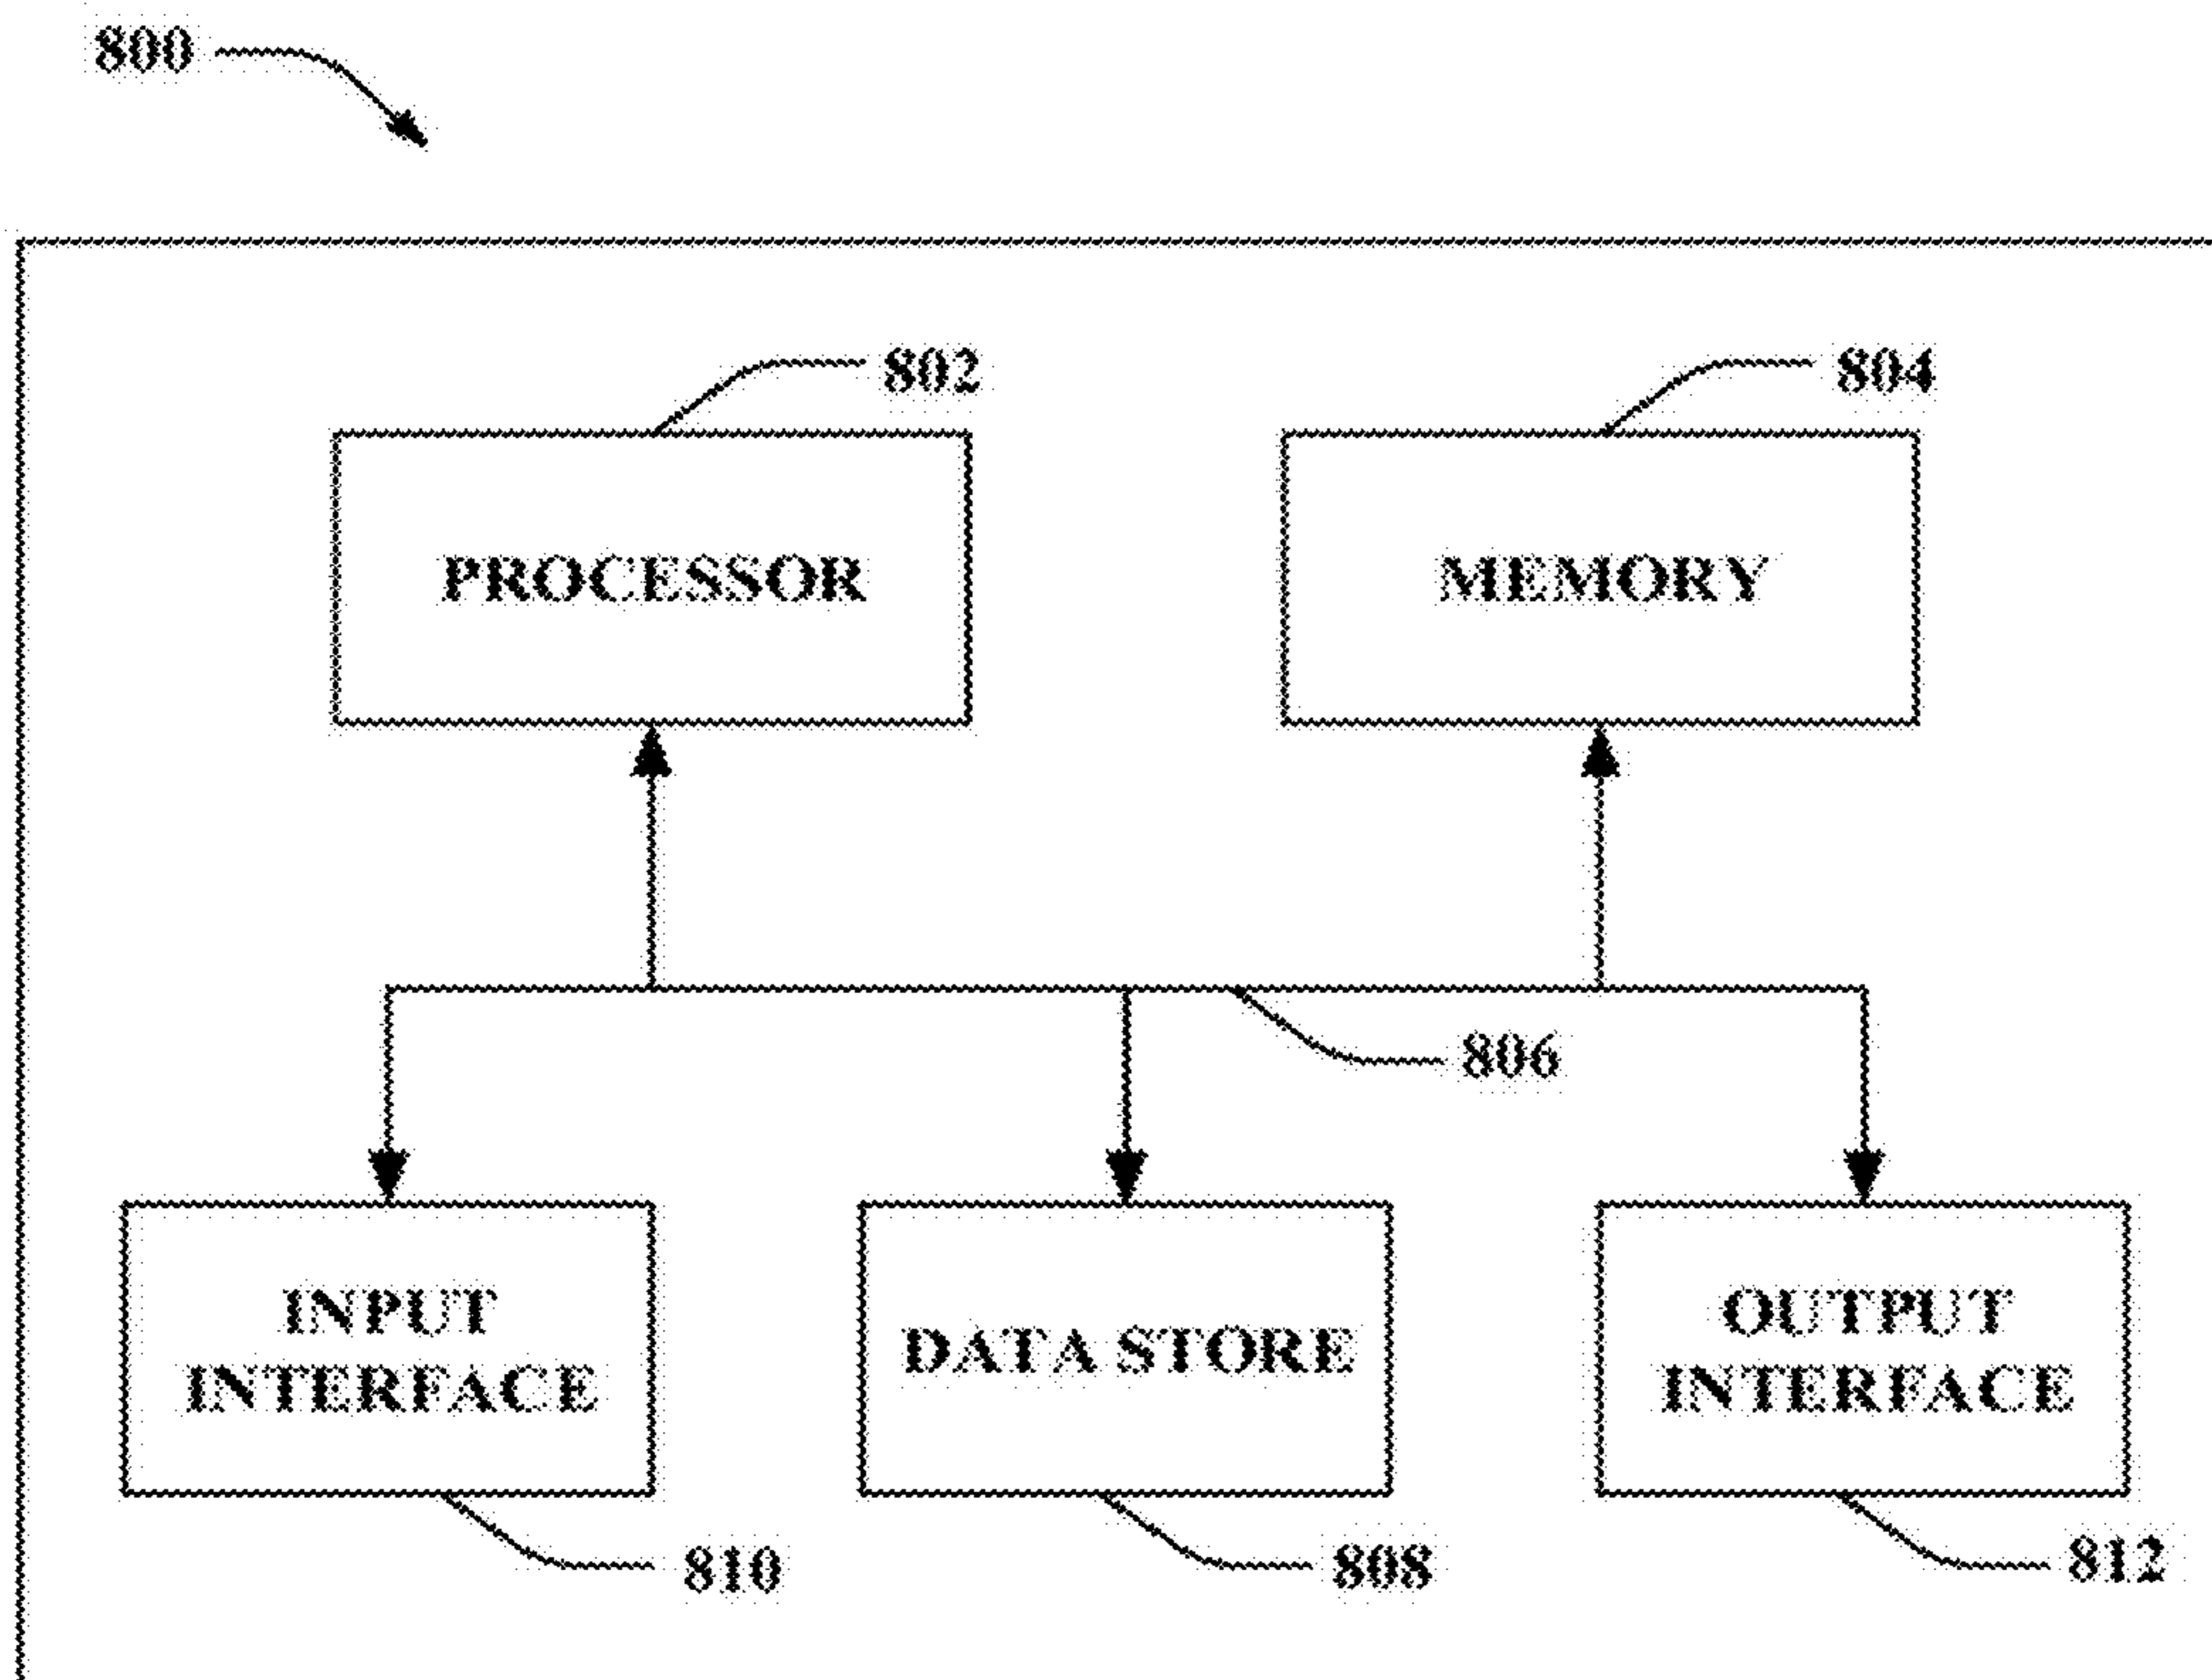 800
802
804
PROCESSOR
MEMORY
806
INPUT
INTERFACE
DATA STORE
OUTPUT
INTERFACE
810
808
812